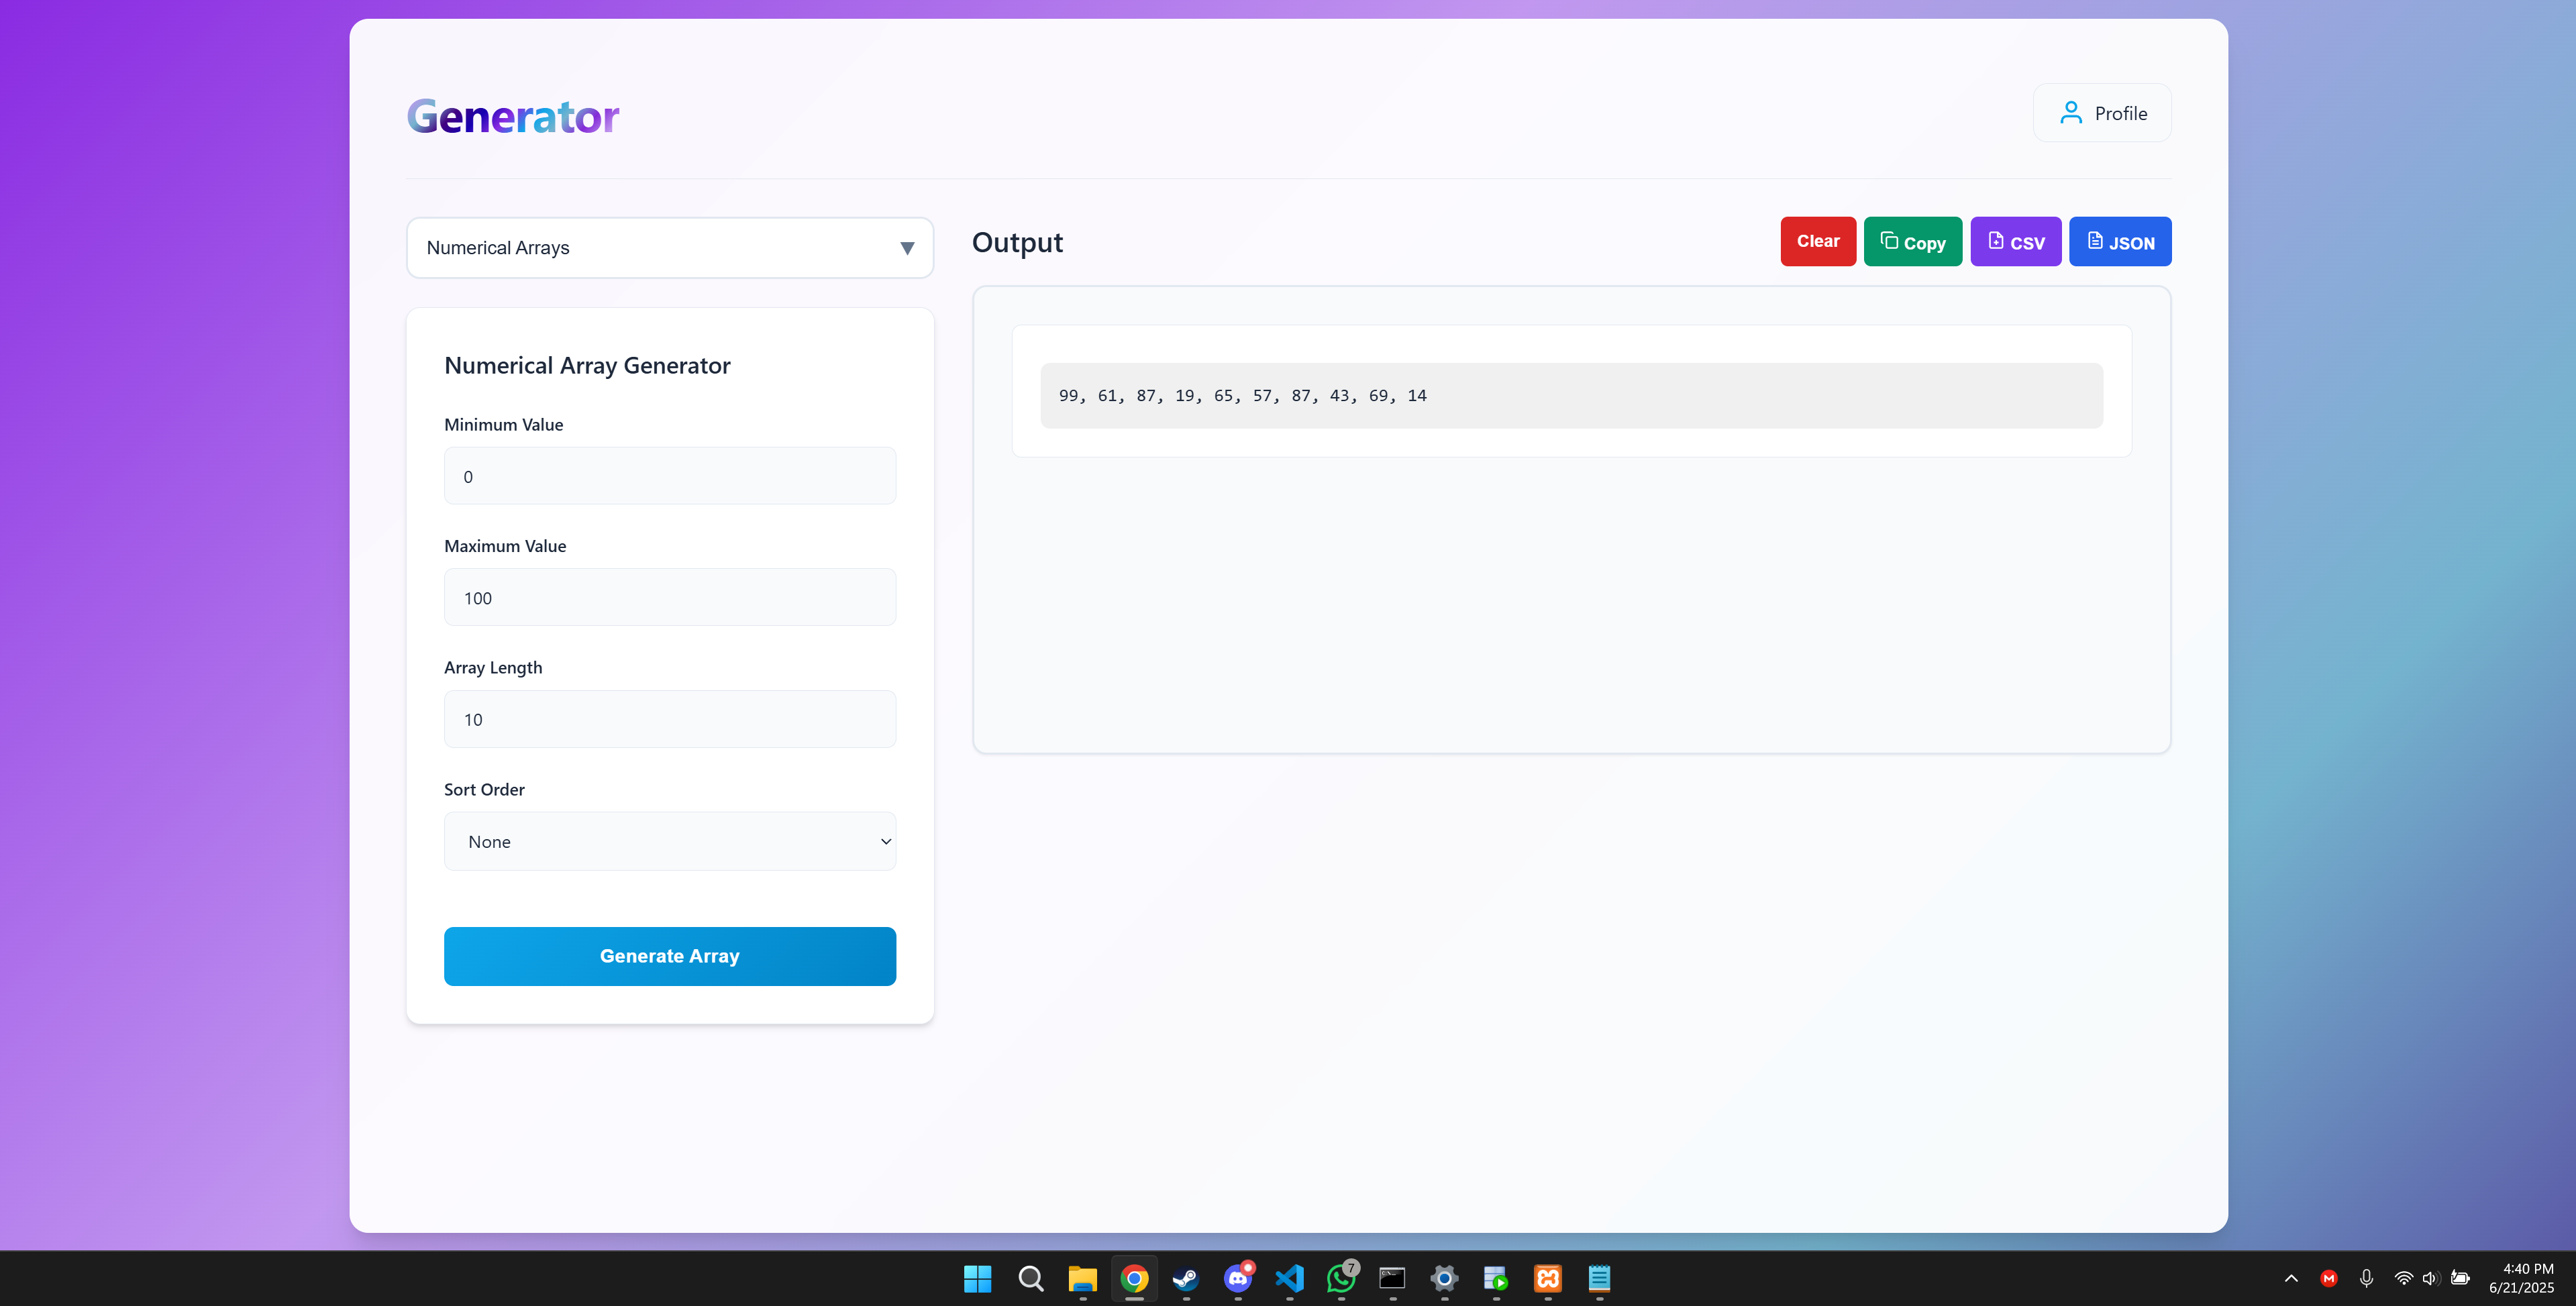 Generator
Profile
Numerical Arrays
Output
Clear
Copy
CSV
JSON
Numerical Array Generator
Minimum Value
0
Maximum Value
100
Array Length
10
Sort Order
None
Generate Array
99, 61, 87, 19, 65, 57, 87, 43, 69, 14
7
M
4:40 PM
6/21/2025